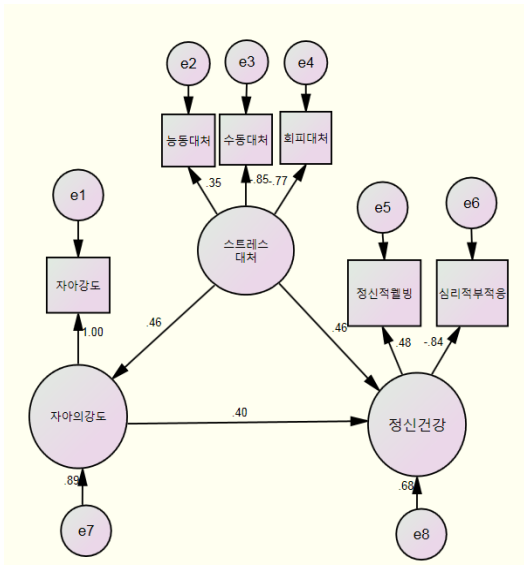 e2
e3
e4
능동대처
수동대처
회피대처
.35
-.85
-.77
e1
e5
e6
자아강도
스트레스
대처
정신적웰빙
심리적부적응
1.00
.46
.46
.48
-.84
자아의강도
.40
정신건강
.89
.68
e7
e8